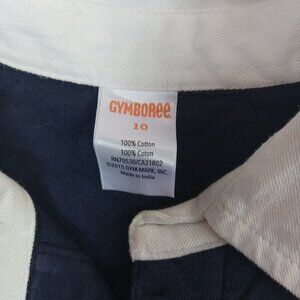 GYMBOREE
10
100% Cotton
100% Coton
RN70530/CA31802
©2015 GYM-MARK, INC.
Made in India